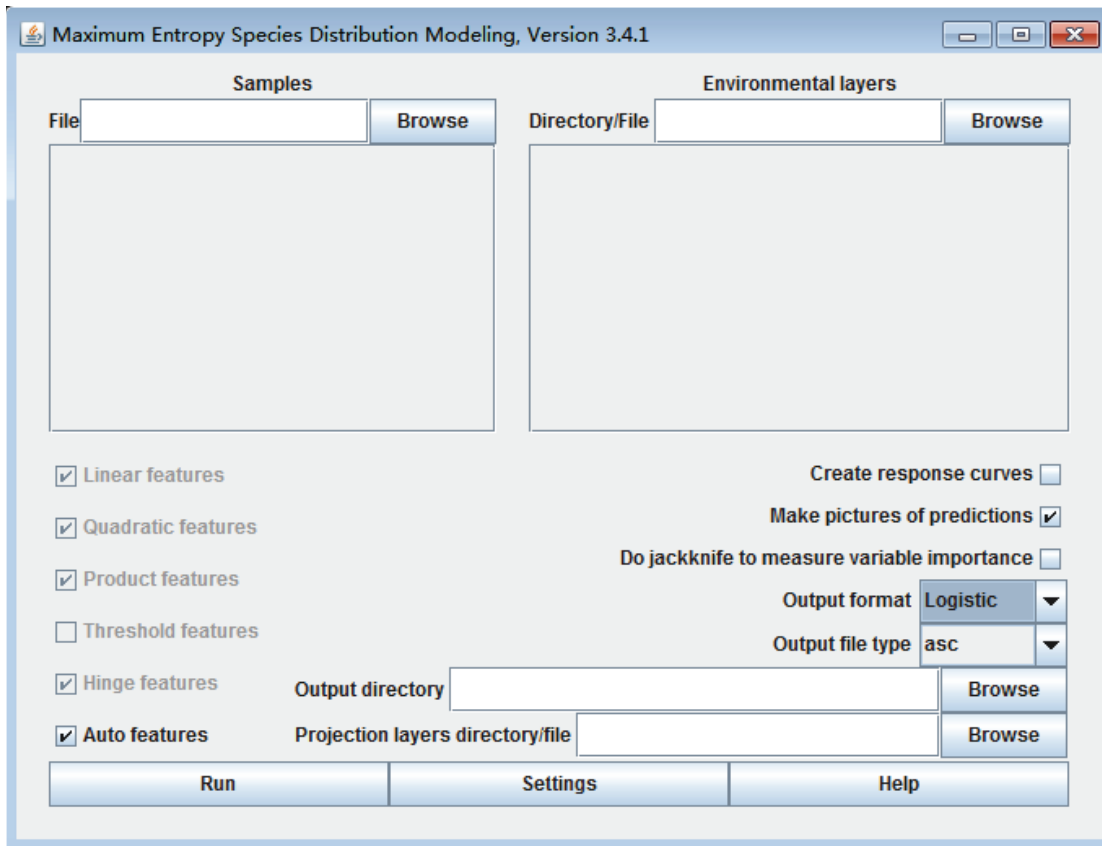 Maximum Entropy Species Distribution Modeling, Version 3.4.1
Samples
Environmental layers
File
Browse
Directory/File
Browse
Linear features
Create response curves
Quadratic features
Make pictures of predictions
Product features
Do jackknife to measure variable importance
Output format Logistic
Threshold features
Output file type asc
Hinge features
Output directory
Browse
Auto features
Projection layers directory/file
Browse
Run
Settings
Help